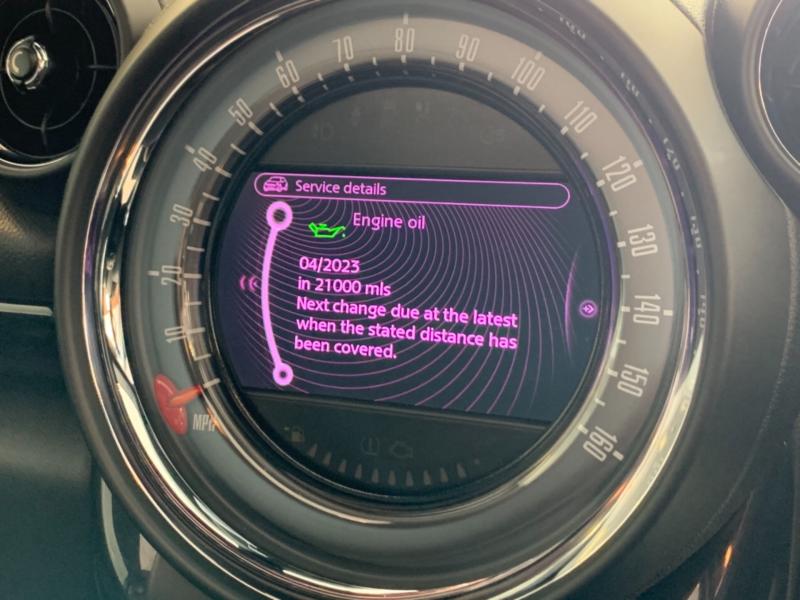 Service details
Engine oil
04/2023
in 21000 mls
Next change due at the latest
when the stated distance has
been covered.
10
20
30
40
50
60
70
80
90
100
110
120
130
140
150
160
MPH